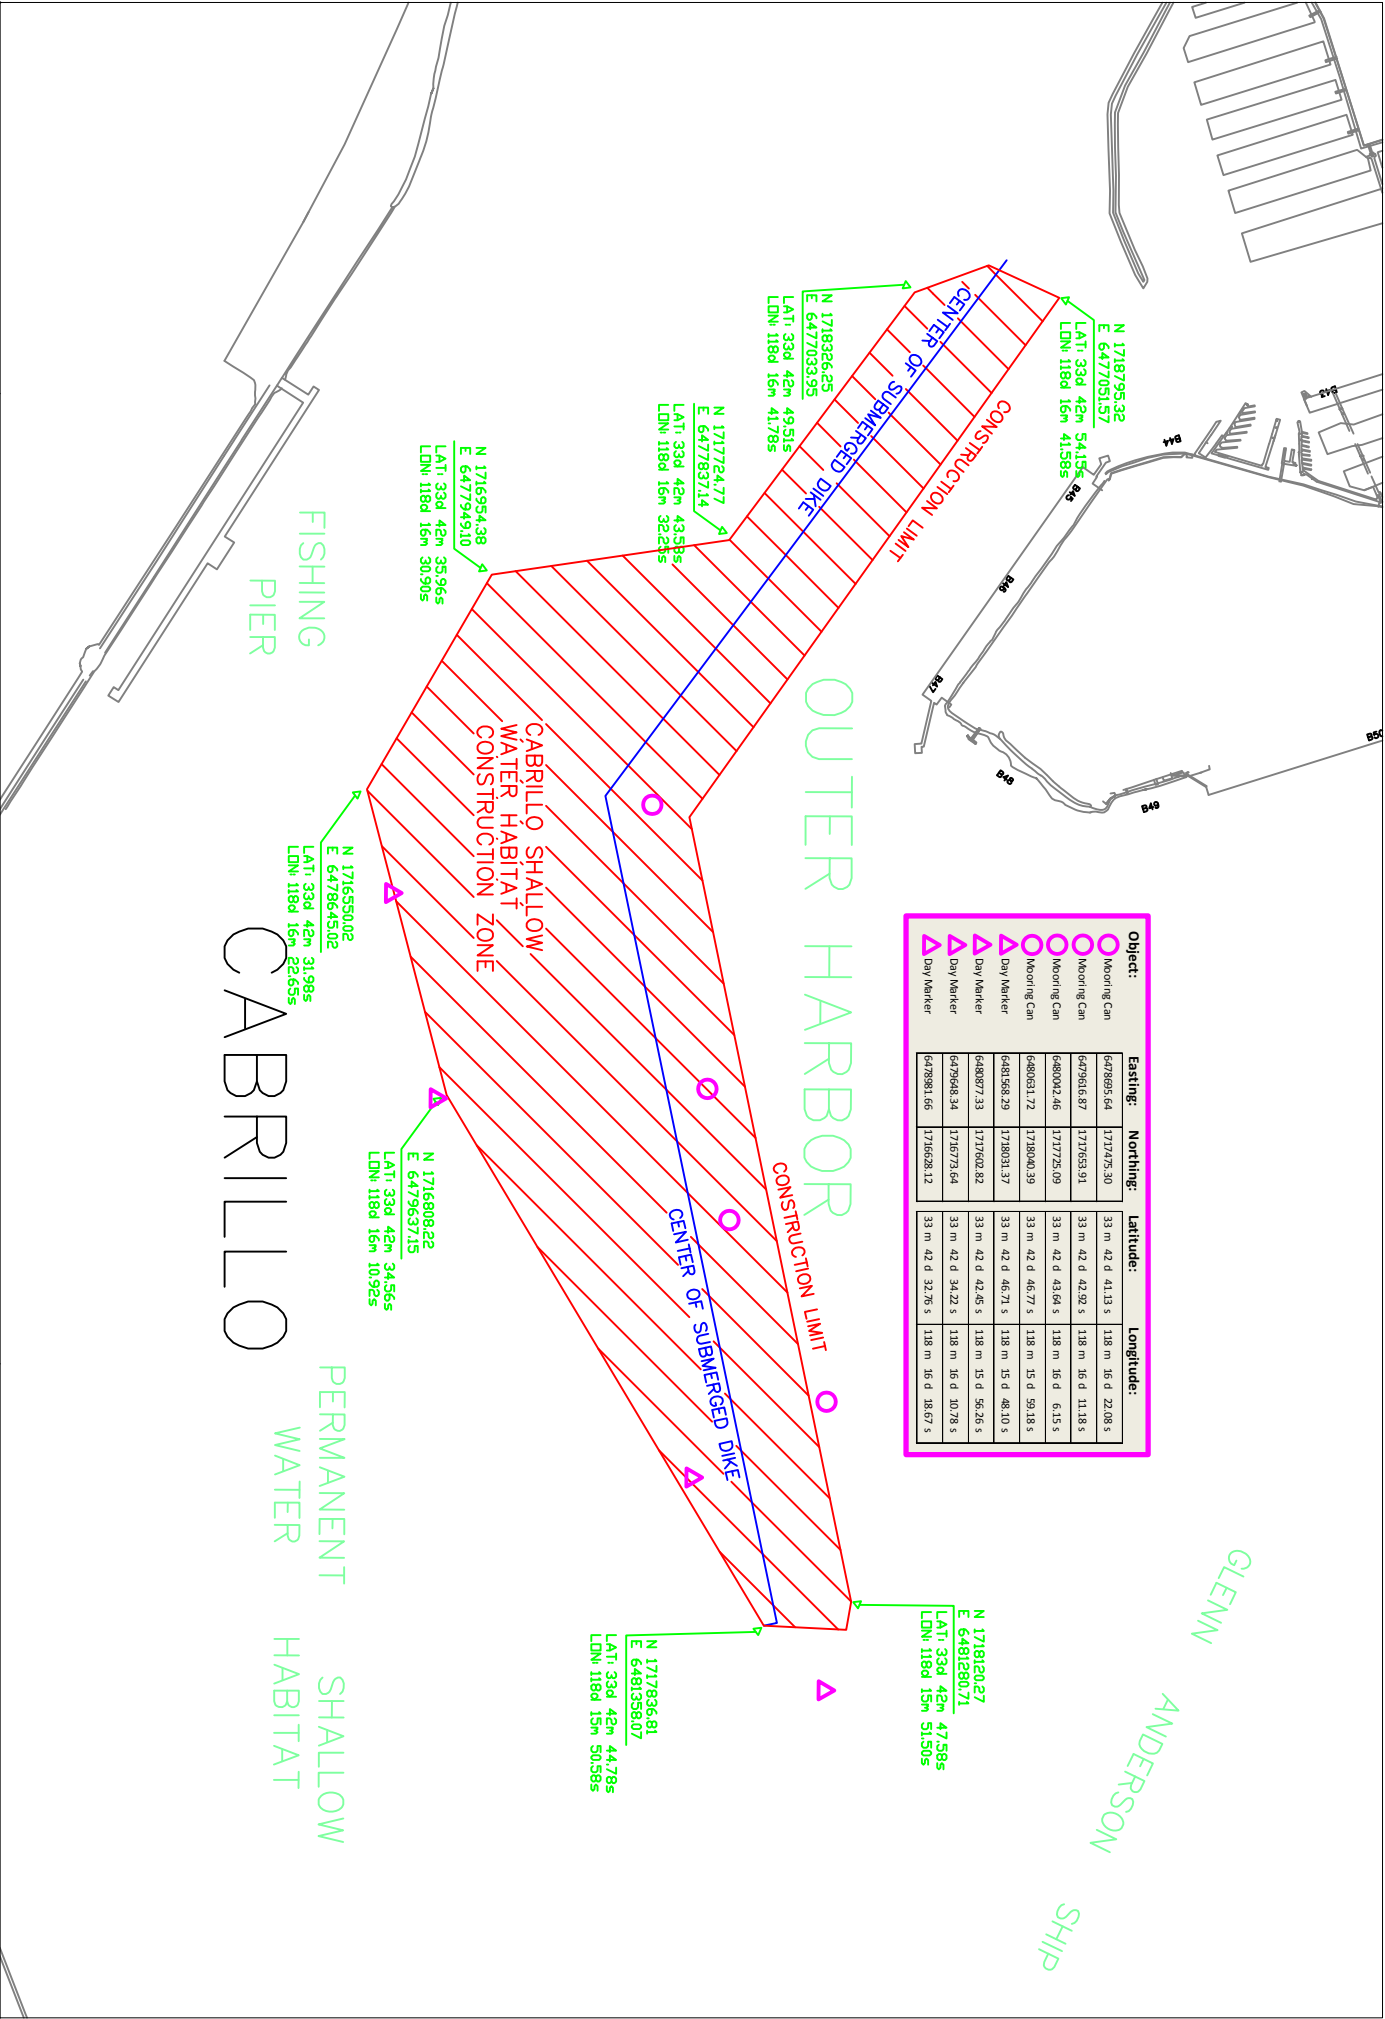 B43
B44
B45
B46
B47
B48
B49
B50
N 1718795.32
E 6477051.57
LAT: 33d 42m 54.15s
LON: 118d 16m 41.58s
N 1718326.25
E 6477033.95
LAT: 33d 42m 49.51s
LON: 118d 16m 41.78s
N 1717724.77
E 6477837.14
LAT: 33d 42m 43.58s
LON: 118d 16m 32.25s
N 1716954.38
E 6477949.10
LAT: 33d 42m 35.96s
LON: 118d 16m 30.90s
N 1716550.02
E 6478645.02
LAT: 33d 42m 31.98s
LON: 118d 16m 22.65s
N 1716808.22
E 6479637.15
LAT: 33d 42m 34.56s
LON: 118d 16m 10.92s
N 1718120.27
E 6481280.71
LAT: 33d 42m 47.58s
LON: 118d 15m 51.50s
N 1717836.81
E 6481358.07
LAT: 33d 42m 44.78s
LON: 118d 15m 50.58s
CENTER OF SUBMERGED DIKE
CONSTRUCTION LIMIT
CONSTRUCTION LIMIT
CENTER OF SUBMERGED DIKE
CABRILLO SHALLOW
WATER HABITAT
CONSTRUCTION ZONE
OUTER HARBOR
FISHING
PIER
CABRILLO
PERMANENT SHALLOW
WATER HABITAT
GLENN ANDERSON SHIP
Object: Easting: Northing: Latitude: Longitude:
Mooring Can 6478695.64 1717475.30 33 m 42 d 41.13 s 118 m 16 d 22.08 s
Mooring Can 6479616.87 1717653.91 33 m 42 d 42.92 s 118 m 16 d 11.18 s
Mooring Can 6480042.46 1717725.09 33 m 42 d 43.64 s 118 m 16 d 6.15 s
Mooring Can 6480631.72 1718040.39 33 m 42 d 46.77 s 118 m 15 d 59.18 s
Day Marker 6481568.29 1718031.37 33 m 42 d 46.71 s 118 m 15 d 48.10 s
Day Marker 6480877.33 1717602.82 33 m 42 d 42.45 s 118 m 15 d 56.26 s
Day Marker 6479648.34 1716773.64 33 m 42 d 34.22 s 118 m 16 d 10.78 s
Day Marker 6478981.66 1716628.12 33 m 42 d 32.76 s 118 m 16 d 18.67 s